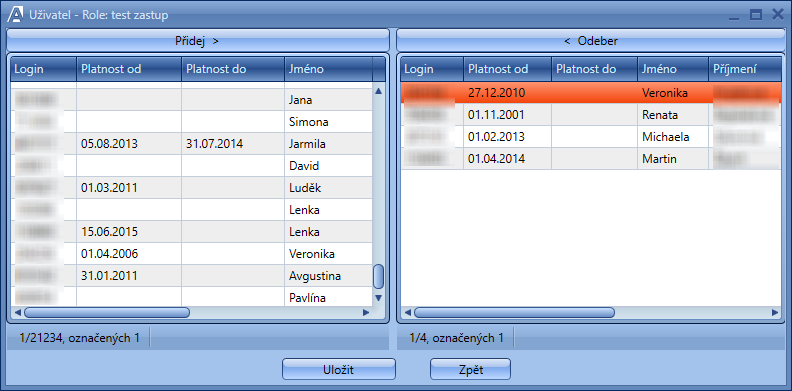 Uživatel - Role: test zastup
Přidej >
< Odeber
Login Platnost od Platnost do Jméno
Jana
Simona
05.08.2013 31.07.2014 Jarmila
David
01.03.2011 Luděk
Lenka
15.06.2015 Lenka
01.04.2006 Veronika
31.01.2011 Avgustina
Pavlína
1/21234, označených 1
Login Platnost od Platnost do Jméno Příjmení
27.12.2010 Veronika
01.11.2001 Renata
01.02.2013 Michaela
01.04.2014 Martin
1/4, označených 1
Uložit
Zpět